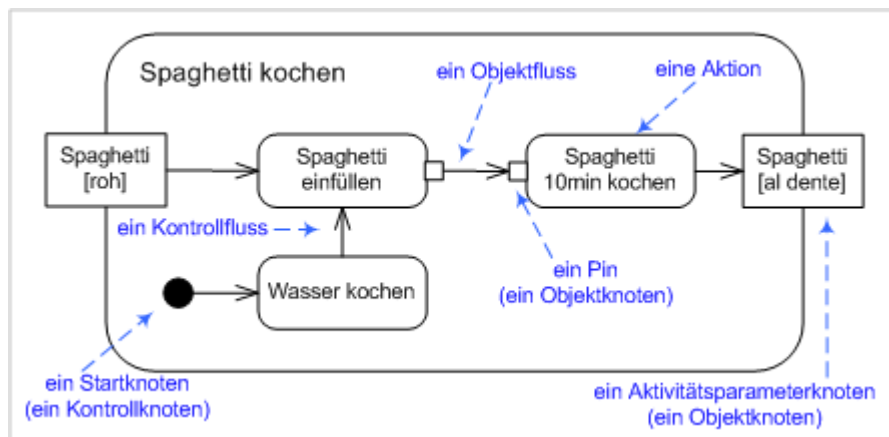 Spaghetti kochen
ein Objektfluss
eine Aktion
Spaghetti
[roh]
Spaghetti
einfüllen
Spaghetti
10min kochen
Spaghetti
[al dente]
ein Kontrollfluss
Wasser kochen
ein Pin
(ein Objektknoten)
ein Startknoten
(ein Kontrollknoten)
ein Aktivitätsparameterknoten
(ein Objektknoten)